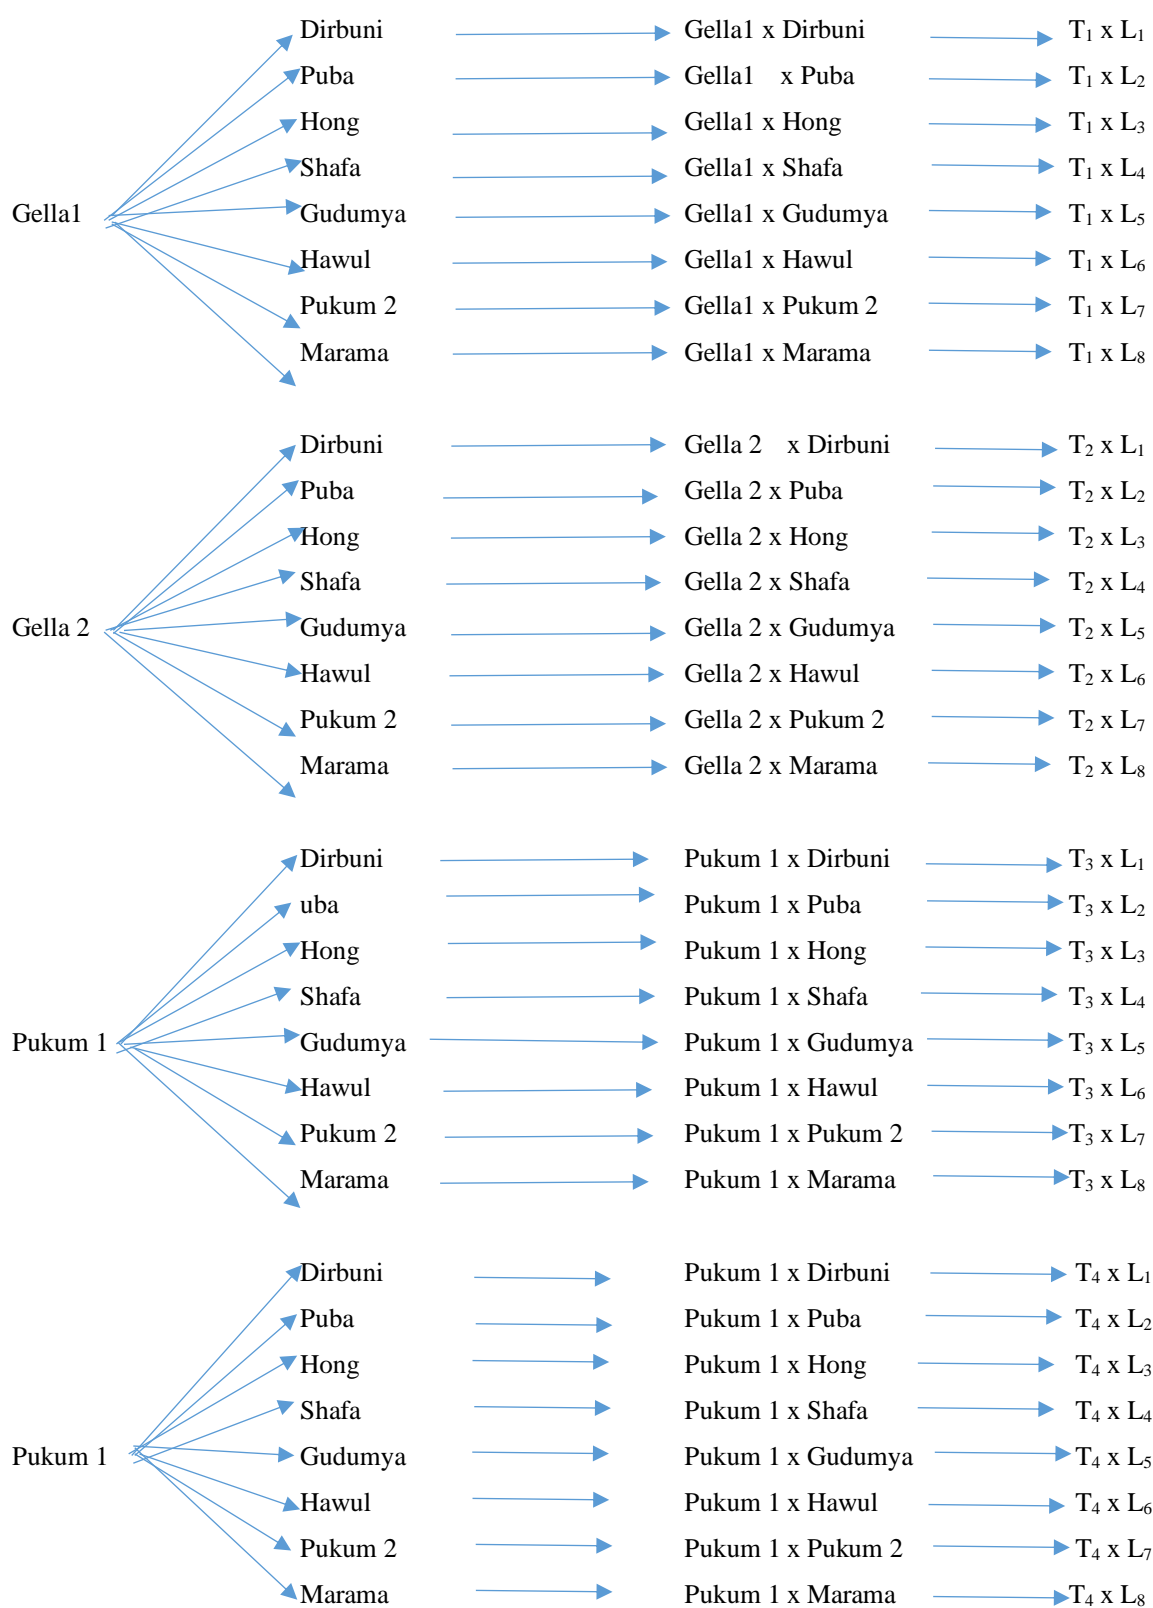 Dirbuni Gella1 x Dirbuni T₁ x L₁
Puba Gella1 x Puba T₁ x L₂
Hong Gella1 x Hong T₁ x L₃
Shafa Gella1 x Shafa T₁ x L₄
Gella1 Gudumya Gella1 x Gudumya T₁ x L₅
Hawul Gella1 x Hawul T₁ x L₆
Pukum 2 Gella1 x Pukum 2 T₁ x L₇
Marama Gella1 x Marama T₁ x L₈
Dirbuni Gella 2 x Dirbuni T₂ x L₁
Puba Gella 2 x Puba T₂ x L₂
Hong Gella 2 x Hong T₂ x L₃
Shafa Gella 2 x Shafa T₂ x L₄
Gella 2 Gudumya Gella 2 x Gudumya T₂ x L₅
Hawul Gella 2 x Hawul T₂ x L₆
Pukum 2 Gella 2 x Pukum 2 T₂ x L₇
Marama Gella 2 x Marama T₂ x L₈
Dirbuni Pukum 1 x Dirbuni T₃ x L₁
uba Pukum 1 x Puba T₃ x L₂
Hong Pukum 1 x Hong T₃ x L₃
Shafa Pukum 1 x Shafa T₃ x L₄
Pukum 1 Gudumya Pukum 1 x Gudumya T₃ x L₅
Hawul Pukum 1 x Hawul T₃ x L₆
Pukum 2 Pukum 1 x Pukum 2 T₃ x L₇
Marama Pukum 1 x Marama T₃ x L₈
Dirbuni Pukum 1 x Dirbuni T₄ x L₁
Puba Pukum 1 x Puba T₄ x L₂
Hong Pukum 1 x Hong T₄ x L₃
Shafa Pukum 1 x Shafa T₄ x L₄
Pukum 1 Gudumya Pukum 1 x Gudumya T₄ x L₅
Hawul Pukum 1 x Hawul T₄ x L₆
Pukum 2 Pukum 1 x Pukum 2 T₄ x L₇
Marama Pukum 1 x Marama T₄ x L₈